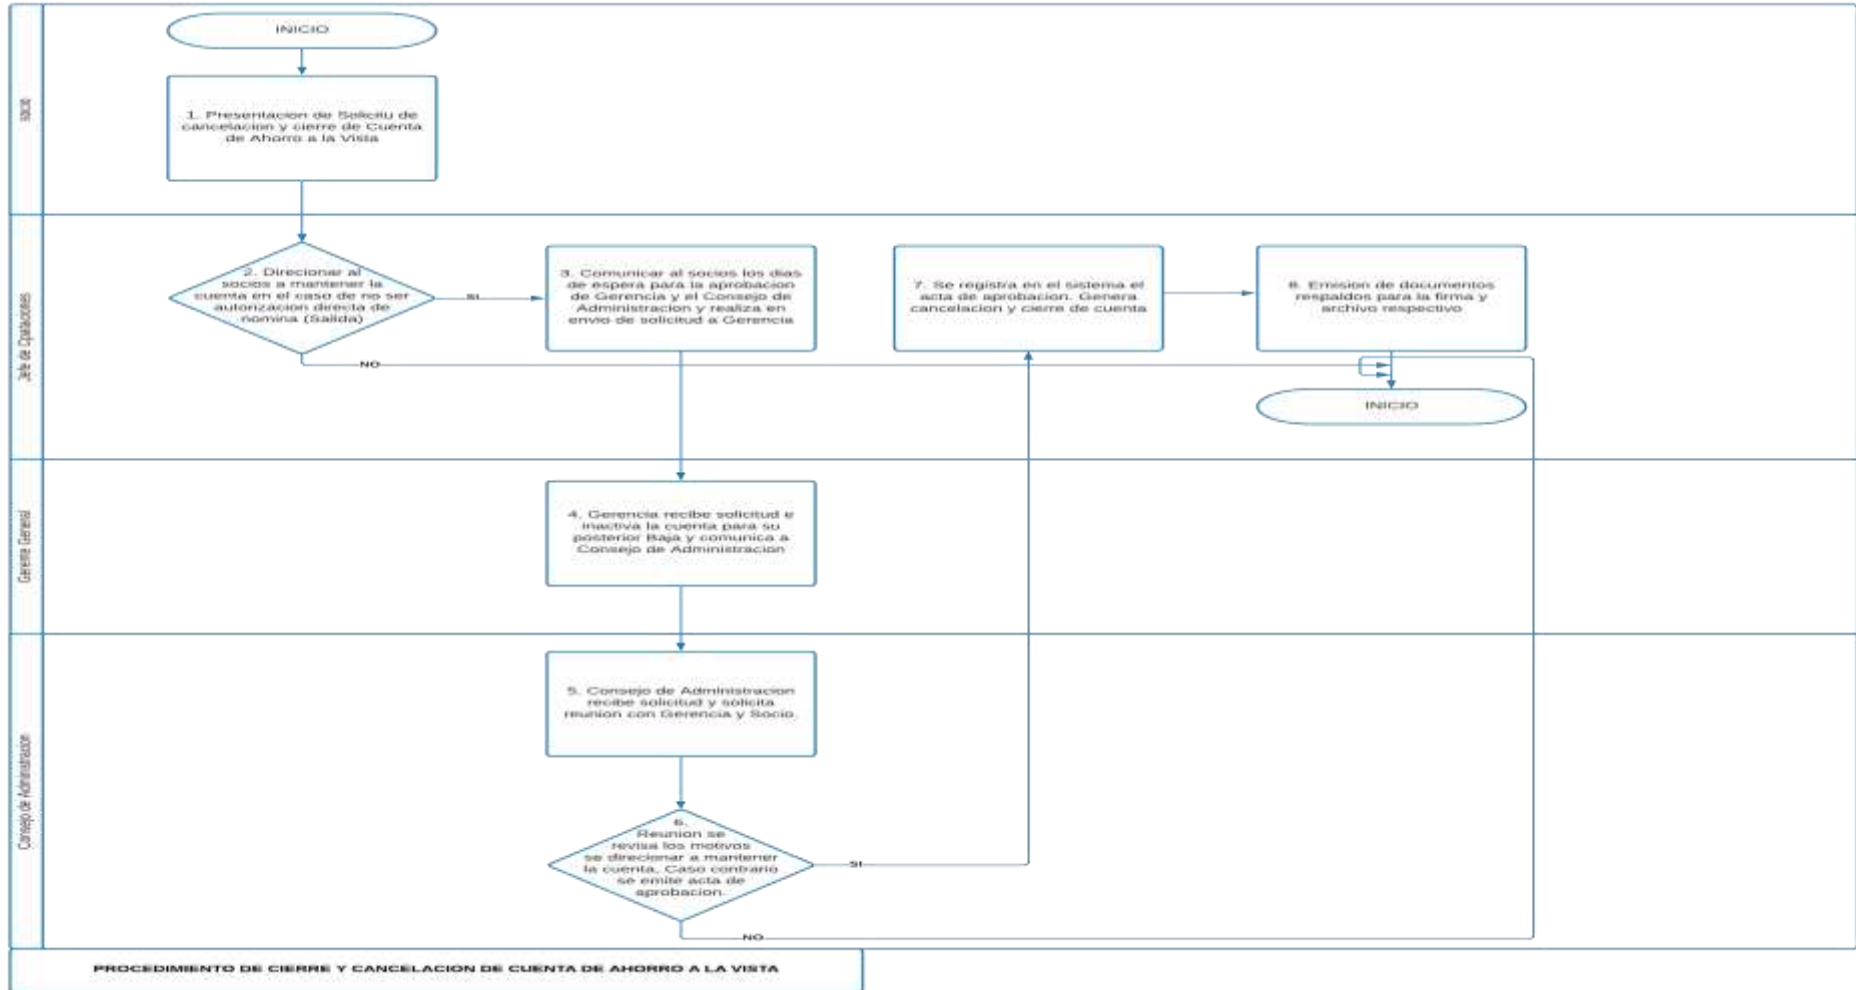 INICIO
socio
1. Presentacion de Solicitu de
cancelacion y cierre de Cuenta
de Ahorro a la Vista
Jefe de Opetaciones
2. Direcionar al
socios a mantener la
cuenta en el caso de no ser
autorizacion directa de
nomina (Salida)
SI
3. Comunicar al socios los dias
de espera para la aprobacion
de Gerencia y el Consejo de
Administracion y realiza en
envio de solicitud a Gerencia
7. Se registra en el sistema el
acta de aprobacion. Genera
cancelacion y cierre de cuenta
8. Emision de documentos
respaldos para la firma y
archivo respectivo
NO
INICIO
Gerente General
4. Gerencia recibe solicitud e
inactiva la cuenta para su
posterior Baja y comunica a
Consejo de Administracion
Consejo de Administracion
5. Consejo de Administracion
recibe solicitud y solicita
reunion con Gerencia y Socio.
6.
Reunion se
revisa los motivos
se direcionar a mantener
la cuenta, Caso contrario
se emite acta de
aprobacion.
SI
NO
PROCEDIMIENTO DE CIERRE Y CANCELACION DE CUENTA DE AHORRO A LA VISTA